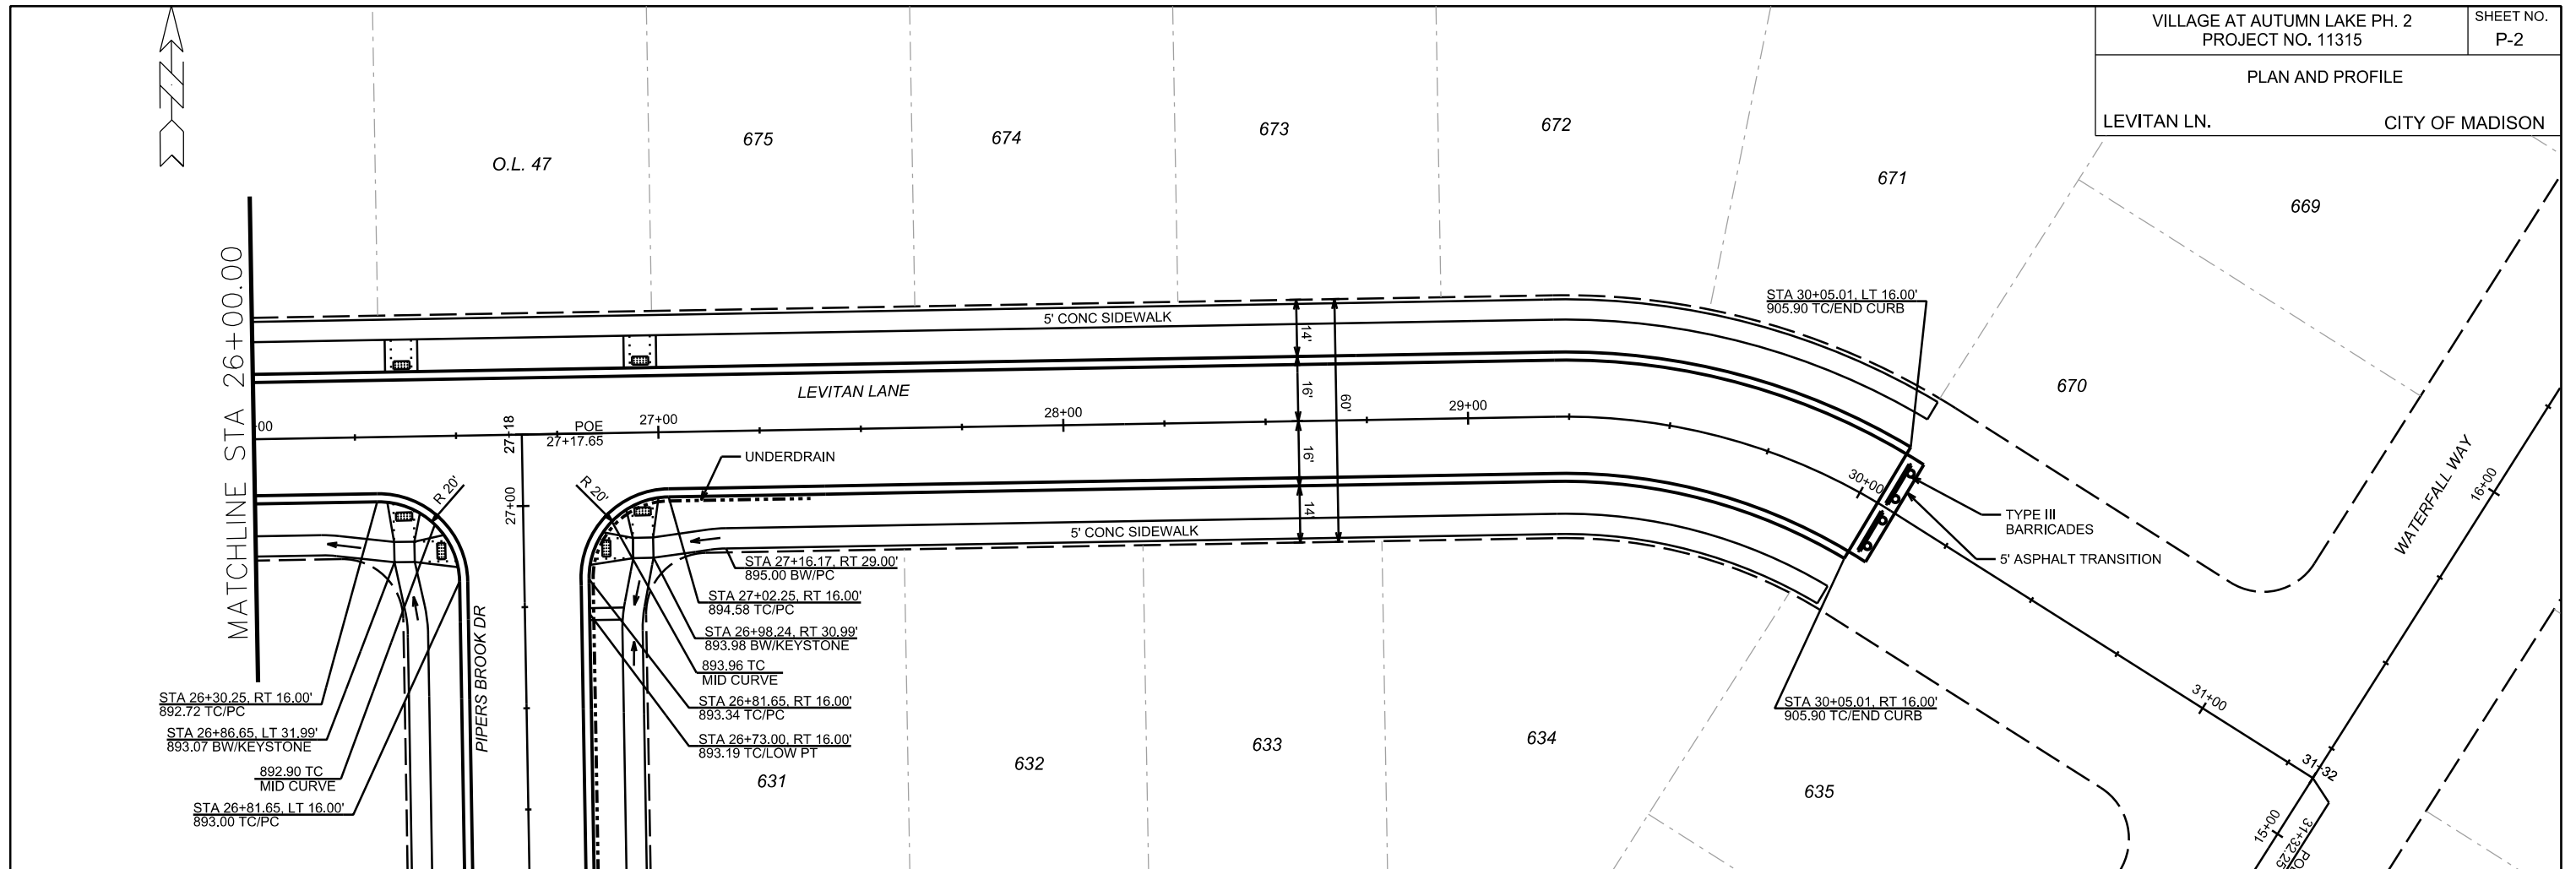 VILLAGE AT AUTUMN LAKE PH. 2
PROJECT NO. 11315
SHEET NO.
P-2
PLAN AND PROFILE
LEVITAN LN.
CITY OF MADISON
N
O.L. 47
675
674
673
672
671
669
670
MATCHLINE STA 26+00.00
5' CONC SIDEWALK
14'
16'
60'
16'
14'
STA 30+05.01, LT 16.00'
905.90 TC/END CURB
LEVITAN LANE
00
27+18
POE
27+17.65
27+00
28+00
29+00
30+00
31+00
31+32
27+00
UNDERDRAIN
R 20'
R 20'
5' CONC SIDEWALK
TYPE III
BARRICADES
5' ASPHALT TRANSITION
WATERFALL WAY
16+00
15+00
POE
31+32.25
STA 27+16.17, RT 29.00'
895.00 BW/PC
STA 27+02.25, RT 16.00'
894.58 TC/PC
STA 26+98.24, RT 30.99'
893.98 BW/KEYSTONE
893.96 TC
MID CURVE
STA 26+81.65, RT 16.00'
893.34 TC/PC
STA 26+73.00, RT 16.00'
893.19 TC/LOW PT
PIPERS BROOK DR
STA 26+30.25, RT 16.00'
892.72 TC/PC
STA 26+86.65, LT 31.99'
893.07 BW/KEYSTONE
892.90 TC
MID CURVE
STA 26+81.65, LT 16.00'
893.00 TC/PC
STA 30+05.01, RT 16.00'
905.90 TC/END CURB
631
632
633
634
635